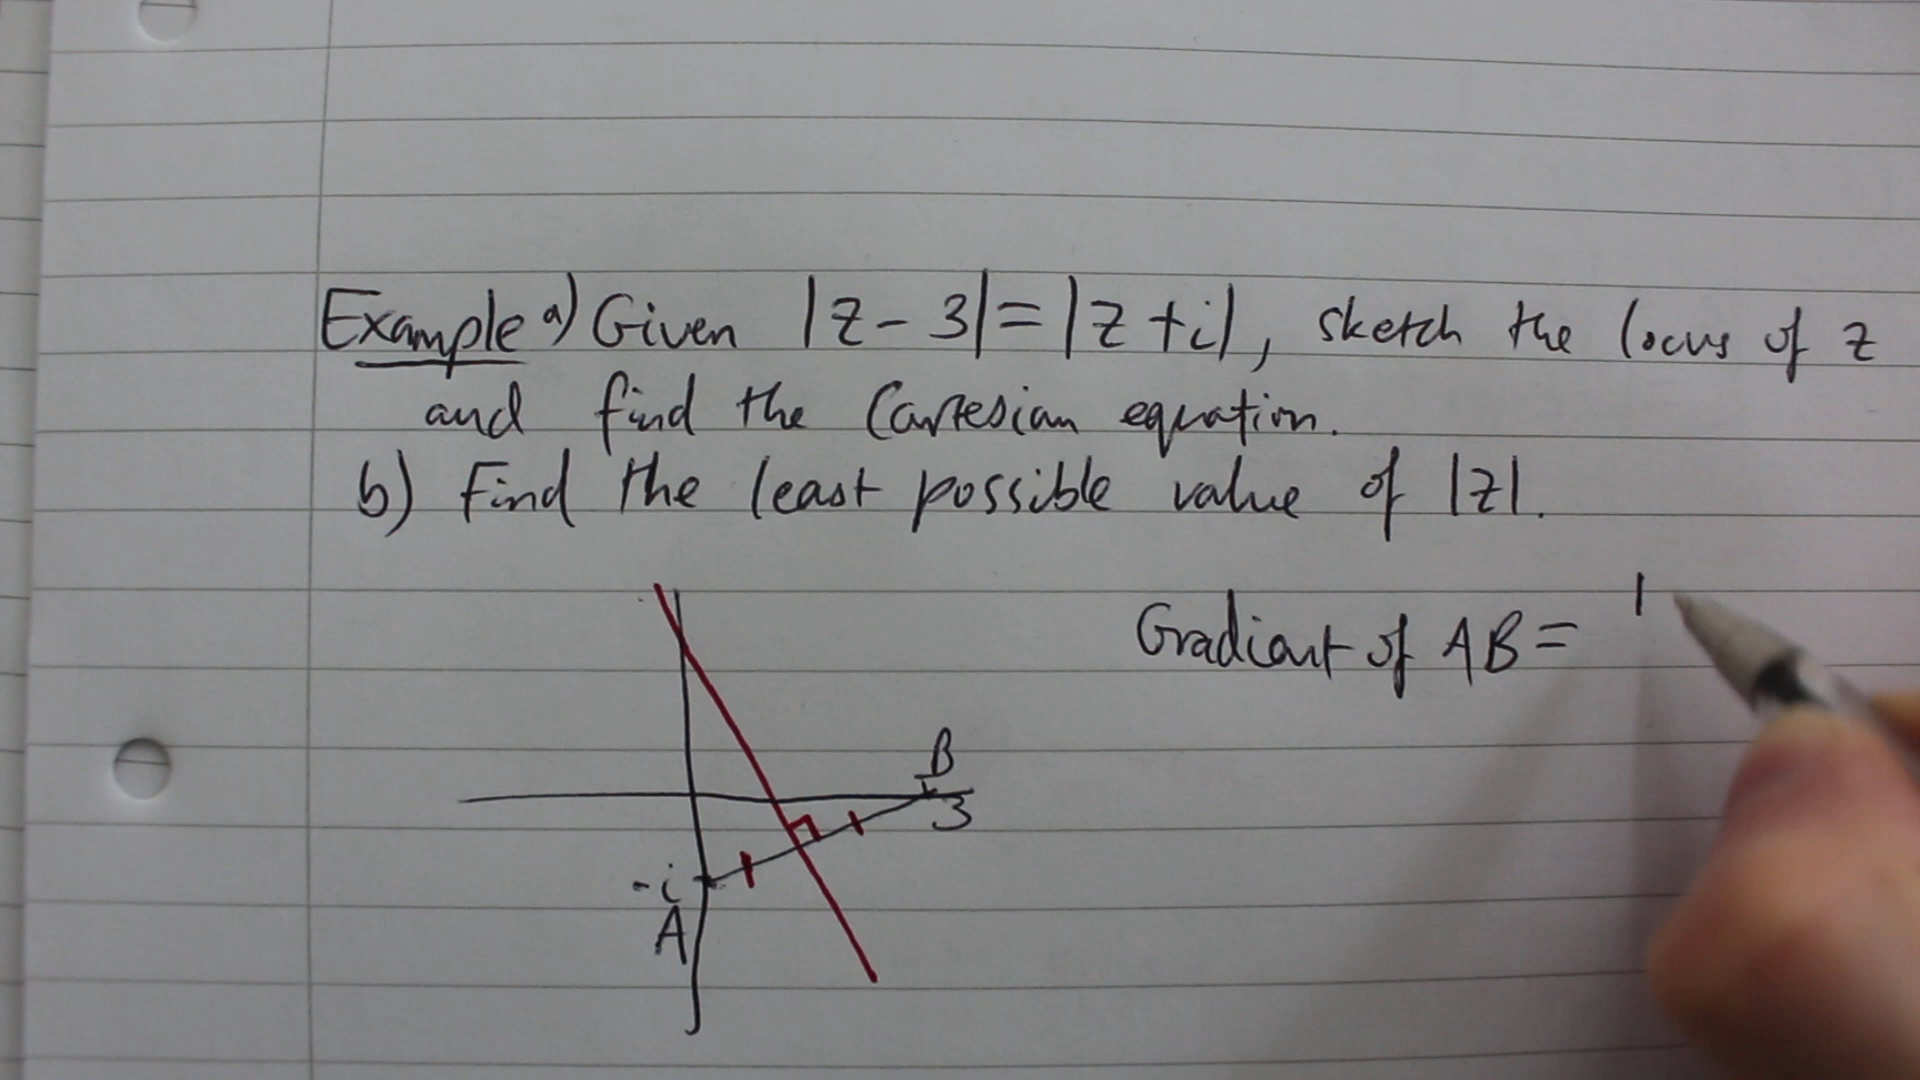 Example a) Given |z-3|=|z+i|, sketch the locus of z
and find the Cartesian equation.
b) Find the least possible value of |z|.
Gradient of AB = 1
B
3
-i
A